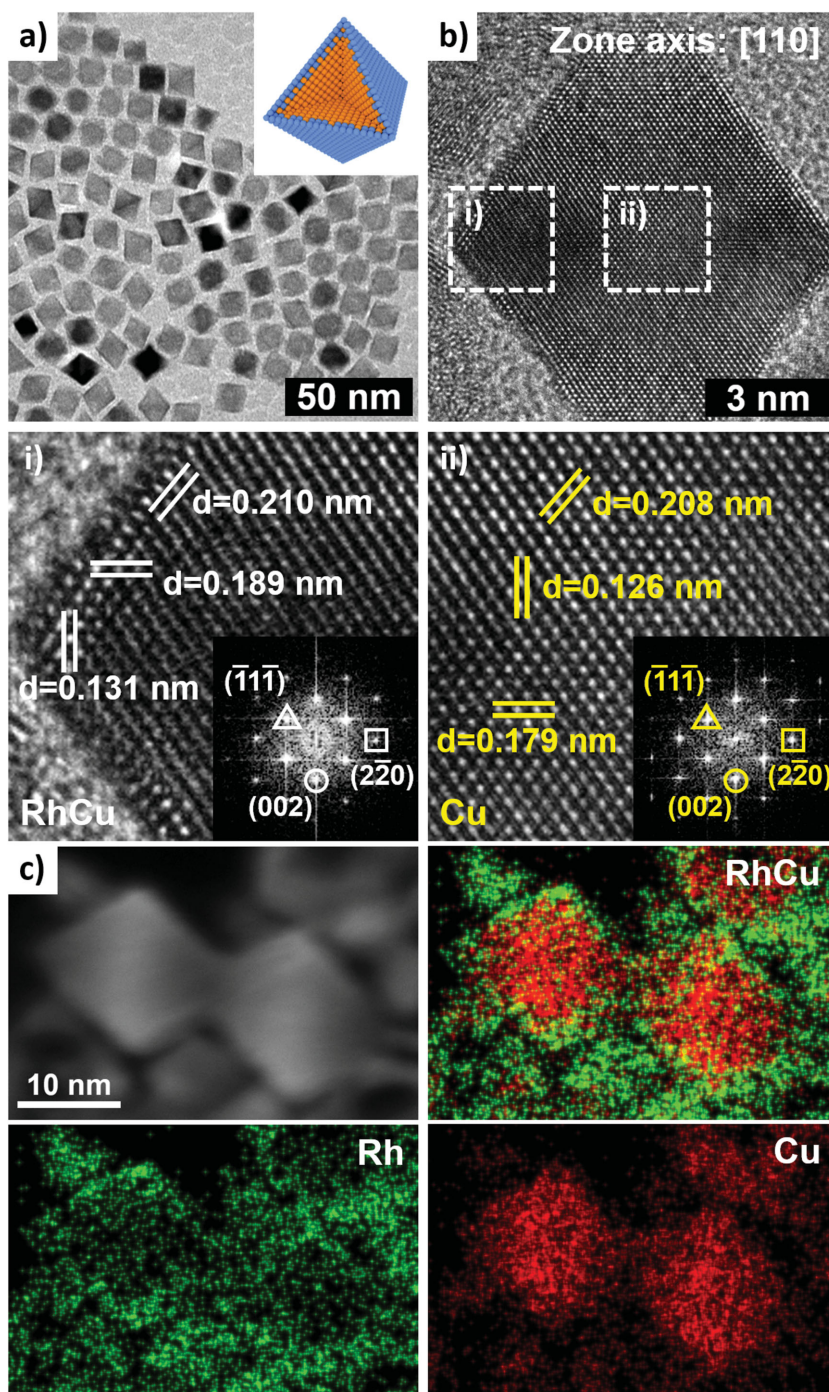 a)
50 nm
b)
Zone axis: [110]
i)
ii)
3 nm
i)
d=0.210 nm
d=0.189 nm
d=0.131 nm
(1̅11̅)
(22̅0)
(002)
RhCu
ii)
d=0.208 nm
d=0.126 nm
d=0.179 nm
(1̅11̅)
(22̅0)
(002)
Cu
c)
10 nm
RhCu
Rh
Cu